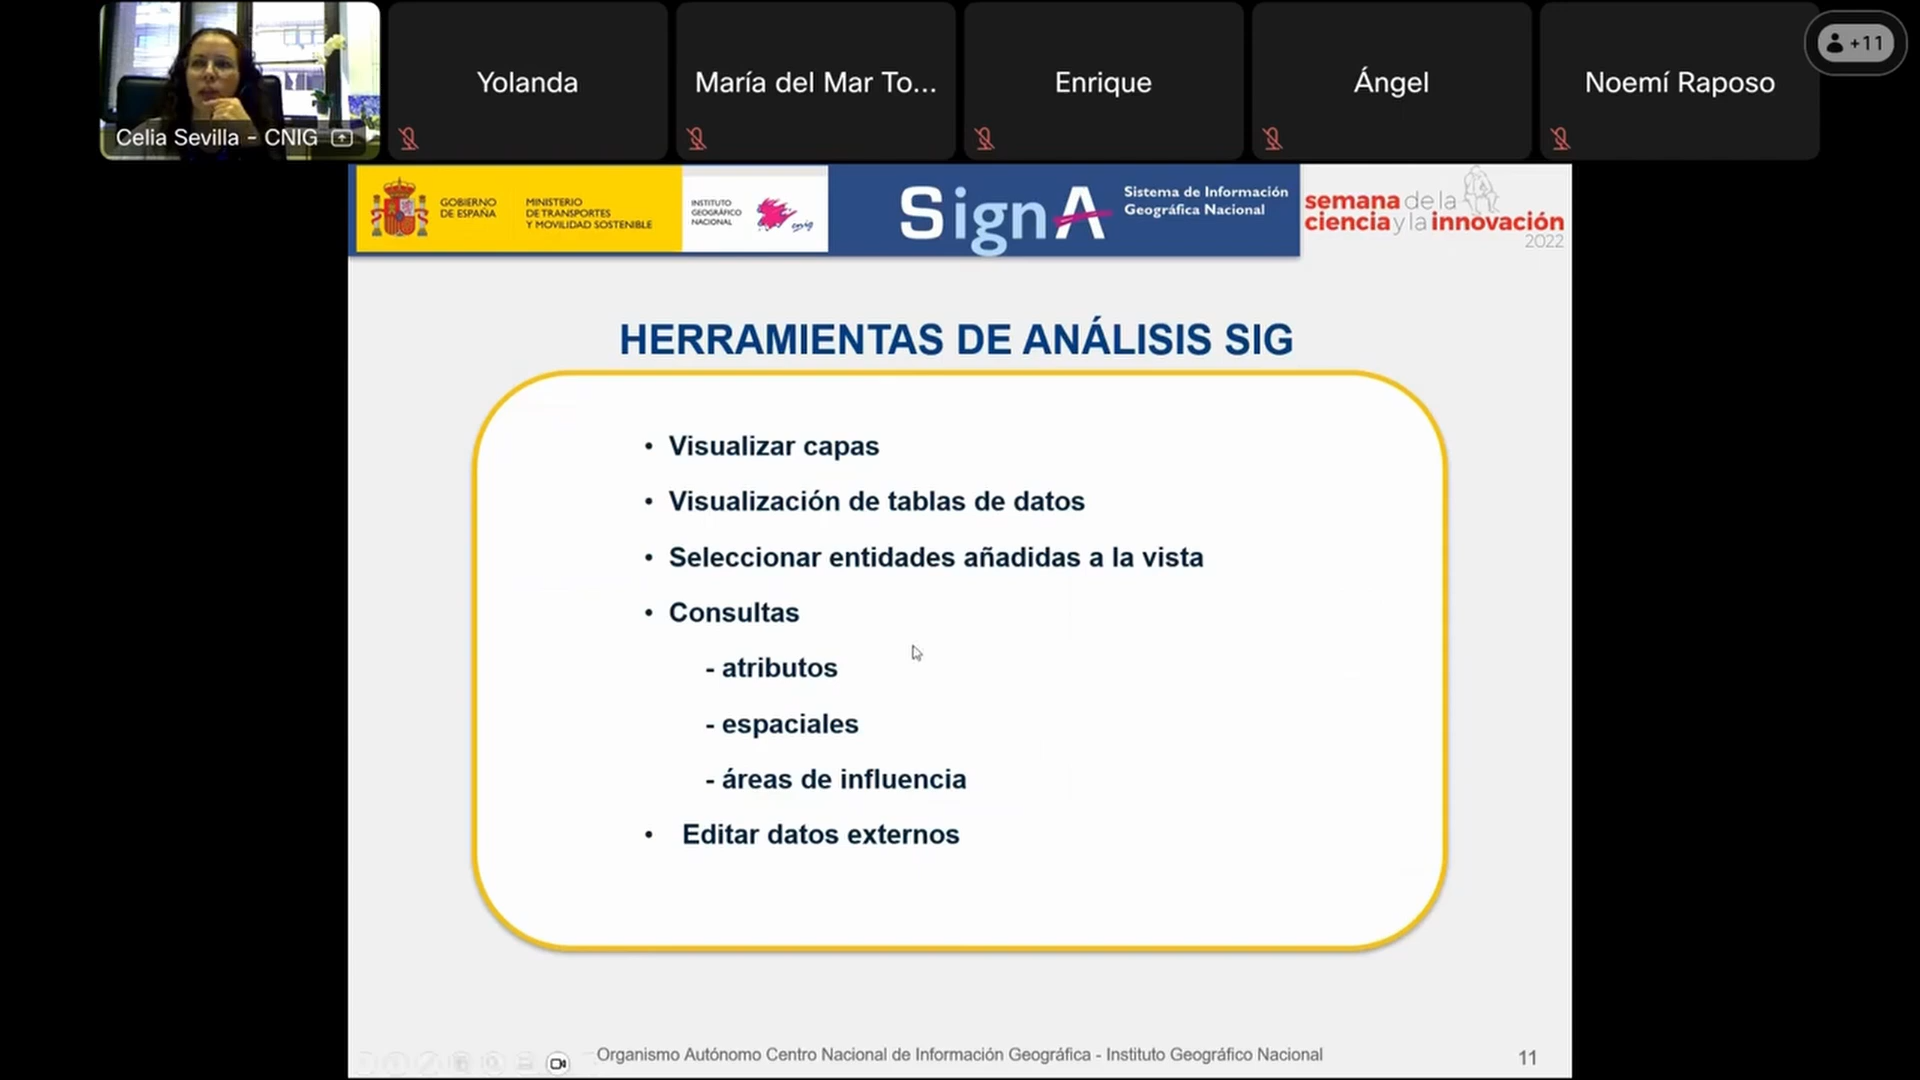 Celia Sevilla - CNIG
Yolanda
María del Mar To...
Enrique
Ángel
Noemí Raposo
+11
GOBIERNO
DE ESPAÑA
MINISTERIO
DE TRANSPORTES
Y MOVILIDAD SOSTENIBLE
INSTITUTO
GEOGRÁFICO
NACIONAL
cnig
SignA
Sistema de Información
Geográfica Nacional
semana de la
ciencia y la innovación
2022
HERRAMIENTAS DE ANÁLISIS SIG
• Visualizar capas
• Visualización de tablas de datos
• Seleccionar entidades añadidas a la vista
• Consultas
- atributos
- espaciales
- áreas de influencia
• Editar datos externos
Organismo Autónomo Centro Nacional de Información Geográfica - Instituto Geográfico Nacional
11